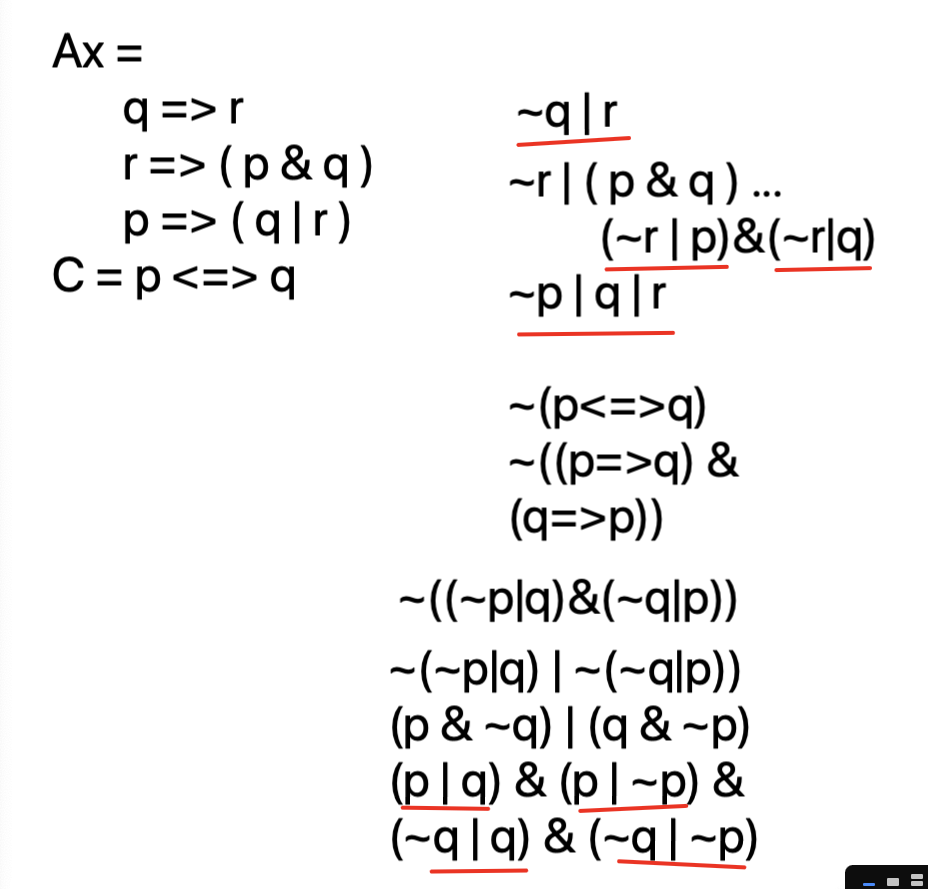 Ax =
q => r
r => ( p & q )
p => ( q | r )
C = p <=> q
~q | r
~r | ( p & q ) ...
(~r | p)&(~r|q)
~p | q | r
~(p<=>q)
~((p=>q) &
(q=>p))
~((~p|q)&(~q|p))
~(~p|q) | ~(~q|p))
(p & ~q) | (q & ~p)
(p | q) & (p | ~p) &
(~q | q) & (~q | ~p)